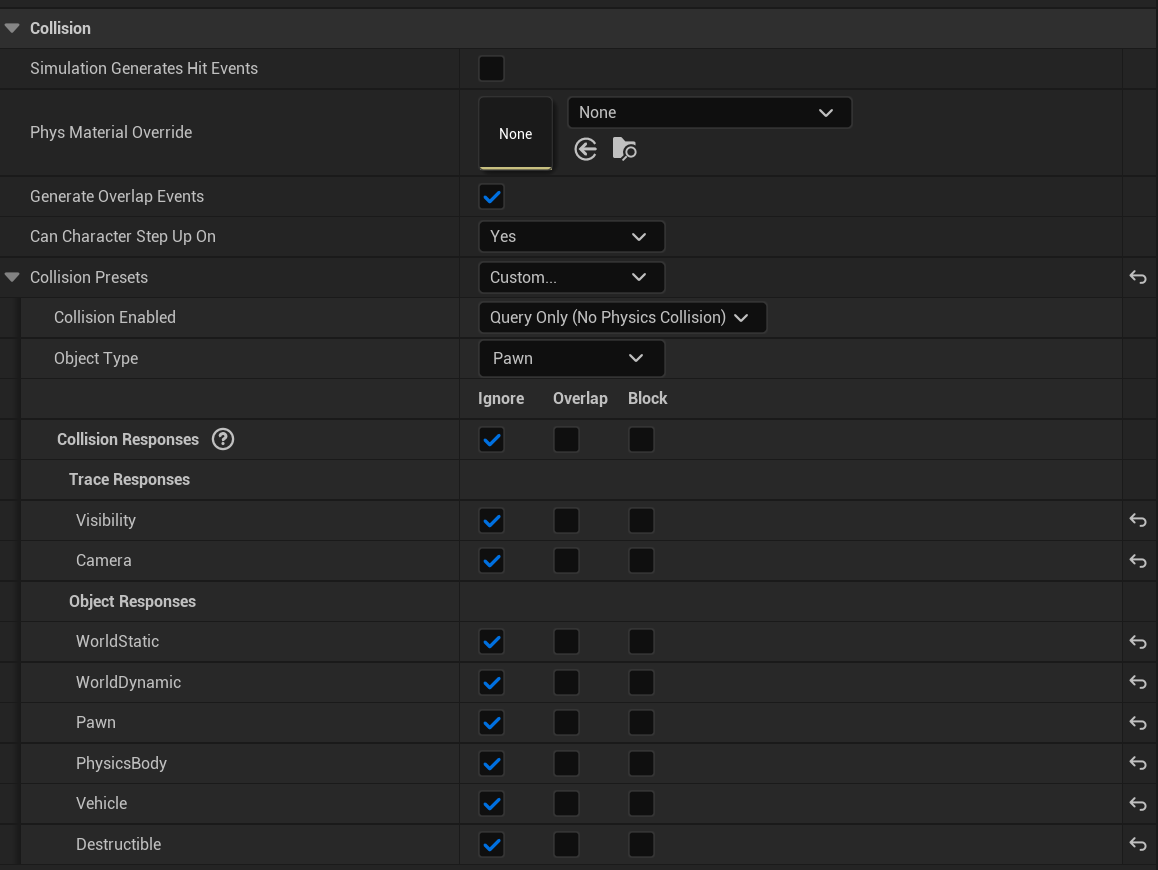 Collision
Simulation Generates Hit Events
Phys Material Override
None
None
Generate Overlap Events
Can Character Step Up On
Yes
Collision Presets
Custom...
Collision Enabled
Query Only (No Physics Collision)
Object Type
Pawn
Ignore Overlap Block
Collision Responses ?
Trace Responses
Visibility
Camera
Object Responses
WorldStatic
WorldDynamic
Pawn
PhysicsBody
Vehicle
Destructible